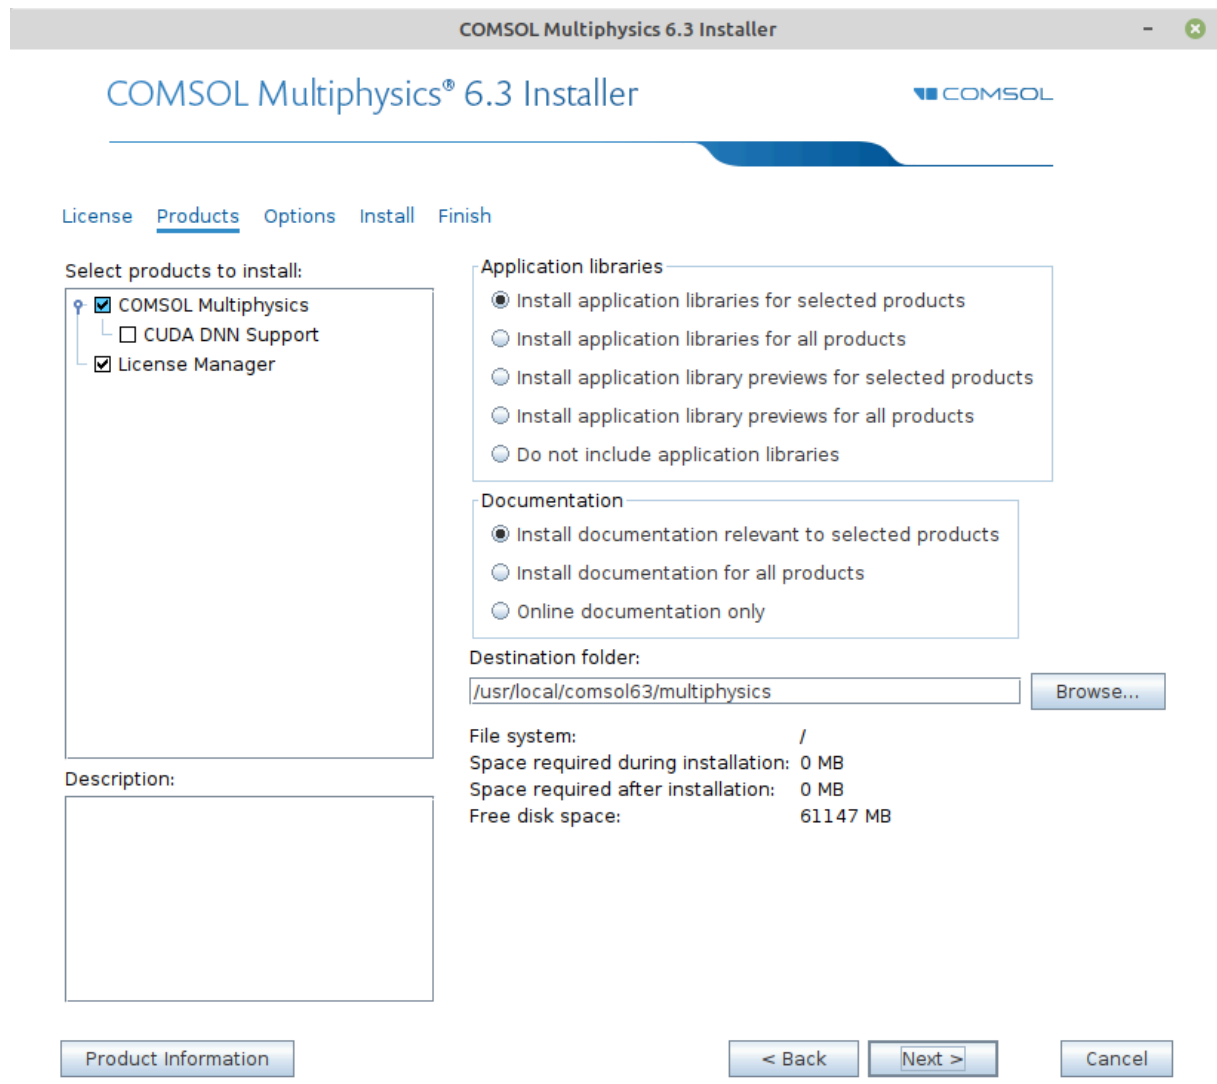 COMSOL Multiphysics 6.3 Installer
COMSOL Multiphysics® 6.3 Installer
COMSOL
License Products Options Install Finish
Select products to install:
COMSOL Multiphysics
CUDA DNN Support
License Manager
Application libraries
Install application libraries for selected products
Install application libraries for all products
Install application library previews for selected products
Install application library previews for all products
Do not include application libraries
Documentation
Install documentation relevant to selected products
Install documentation for all products
Online documentation only
Destination folder:
/usr/local/comsol63/multiphysics Browse...
File system: /
Space required during installation: 0 MB
Space required after installation: 0 MB
Free disk space: 61147 MB
Description:
Product Information < Back Next > Cancel